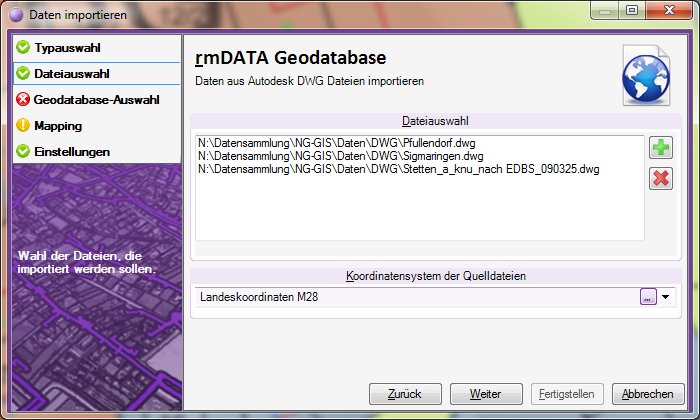 Daten importieren
Typauswahl
Dateiauswahl
Geodatabase-Auswahl
Mapping
Einstellungen
Wahl der Dateien, die
importiert werden sollen.
rmDATA Geodatabase
Daten aus Autodesk DWG Dateien importieren
Dateiauswahl
N:\Datensammlung\NG-GIS\Daten\DWG\Pfullendorf.dwg
N:\Datensammlung\NG-GIS\Daten\DWG\Sigmaringen.dwg
N:\Datensammlung\NG-GIS\Daten\DWG\Stetten_a_knu_nach EDBS_090325.dwg
Koordinatensystem der Quelldateien
Landeskoordinaten M28
...
Zurück
Weiter
Fertigstellen
Abbrechen